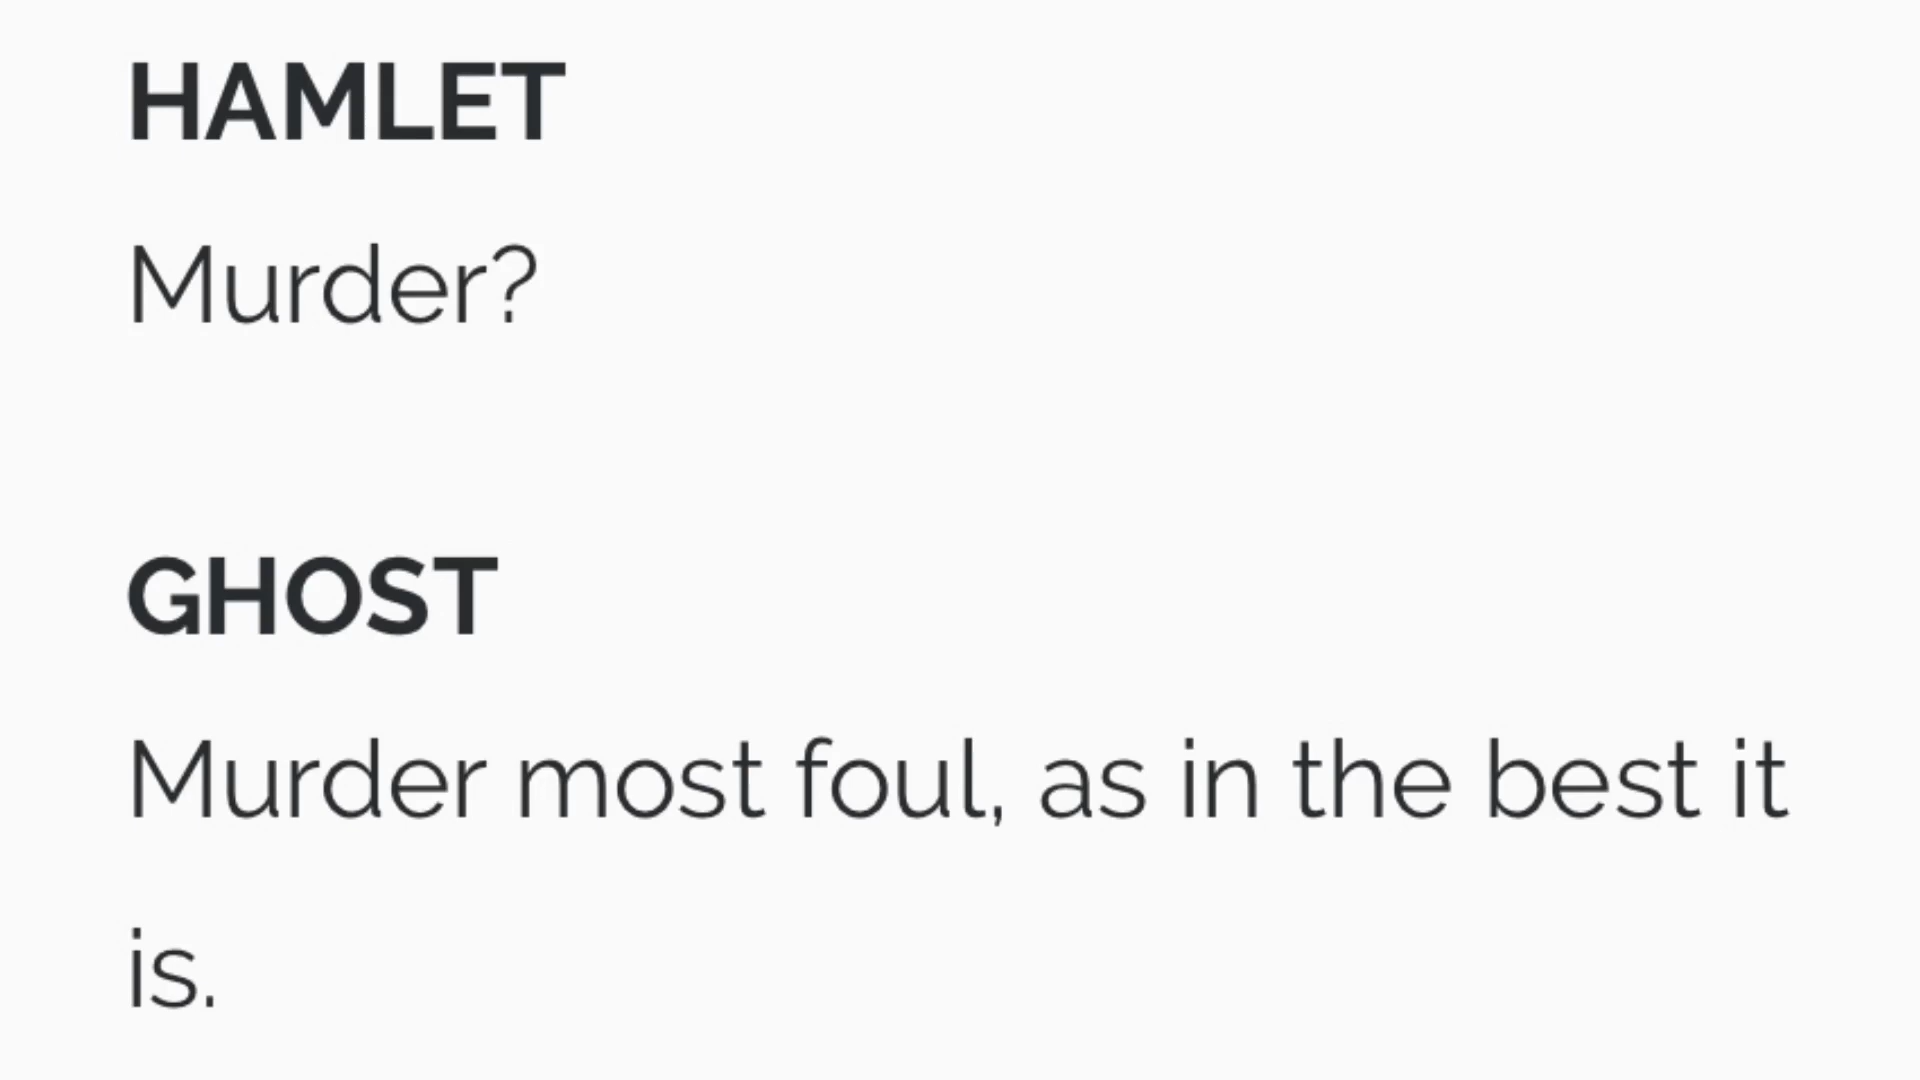 HAMLET
Murder?
GHOST
Murder most foul, as in the best it
is.